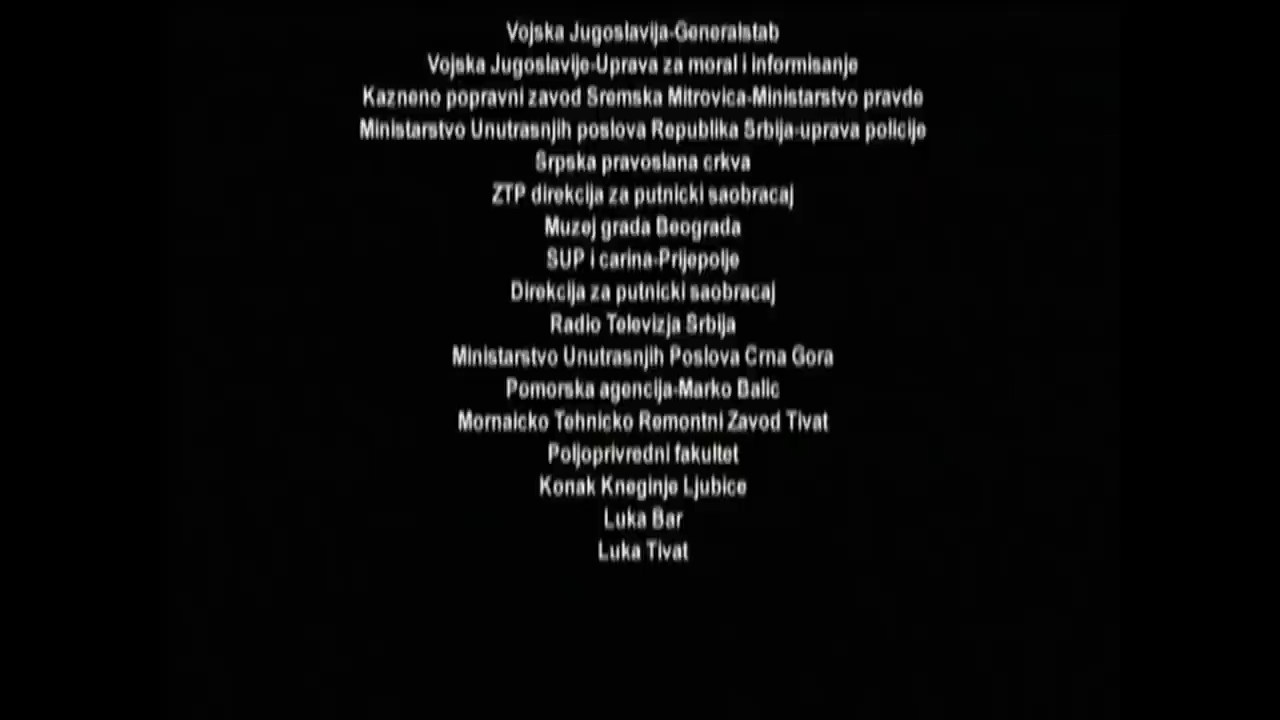 Vojska Jugoslavija-Generalstab
Vojska Jugoslavije-Uprava za moral i informisanje
Kazneno popravni zavod Sremska Mitrovica-Ministarstvo pravde
Ministarstvo Unutrasnjih poslova Republika Srbija-uprava policije
Srpska pravoslana crkva
ZTP direkcija za putnicki saobracaj
Muzej grada Beograda
SUP i carina-Prijepolje
Direkcija za putnicki saobracaj
Radio Televizja Srbija
Ministarstvo Unutrasnjih Poslova Crna Gora
Pomorska agencija-Marko Balic
Mornaicko Tehnicko Remontni Zavod Tivat
Poljoprivredni fakultet
Konak Kneginje Ljubice
Luka Bar
Luka Tivat